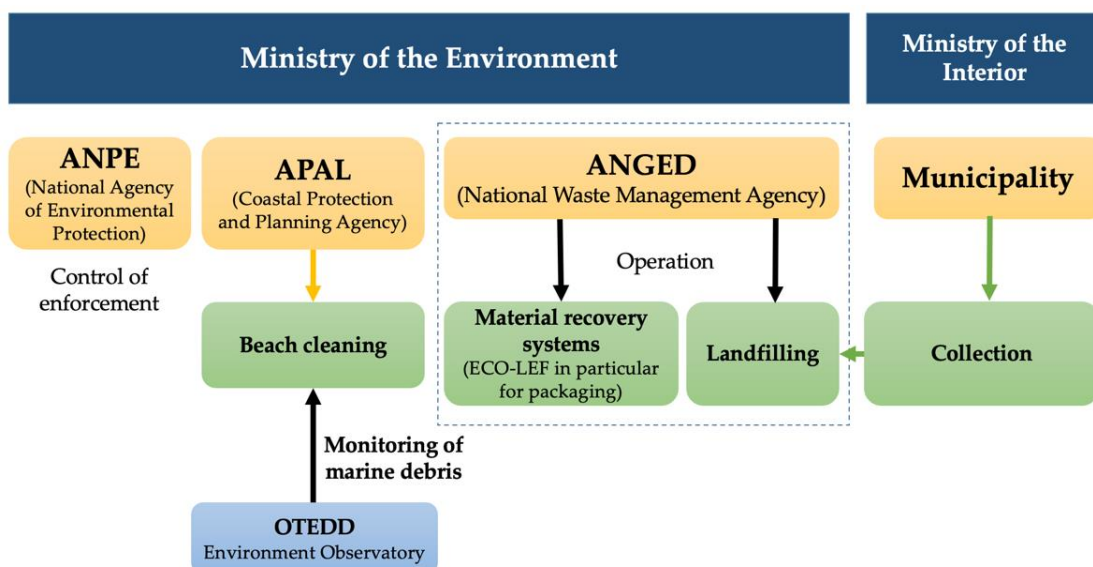 Ministry of the Environment
Ministry of the
Interior
ANPE
(National Agency
of Environmental
Protection)
Control of
enforcement
APAL
(Coastal Protection
and Planning Agency)
ANGED
(National Waste Management Agency)
Municipality
Operation
Beach cleaning
Material recovery
systems
(ECO-LEF in particular
for packaging)
Landfilling
Collection
Monitoring of
marine debris
OTEDD
Environment Observatory